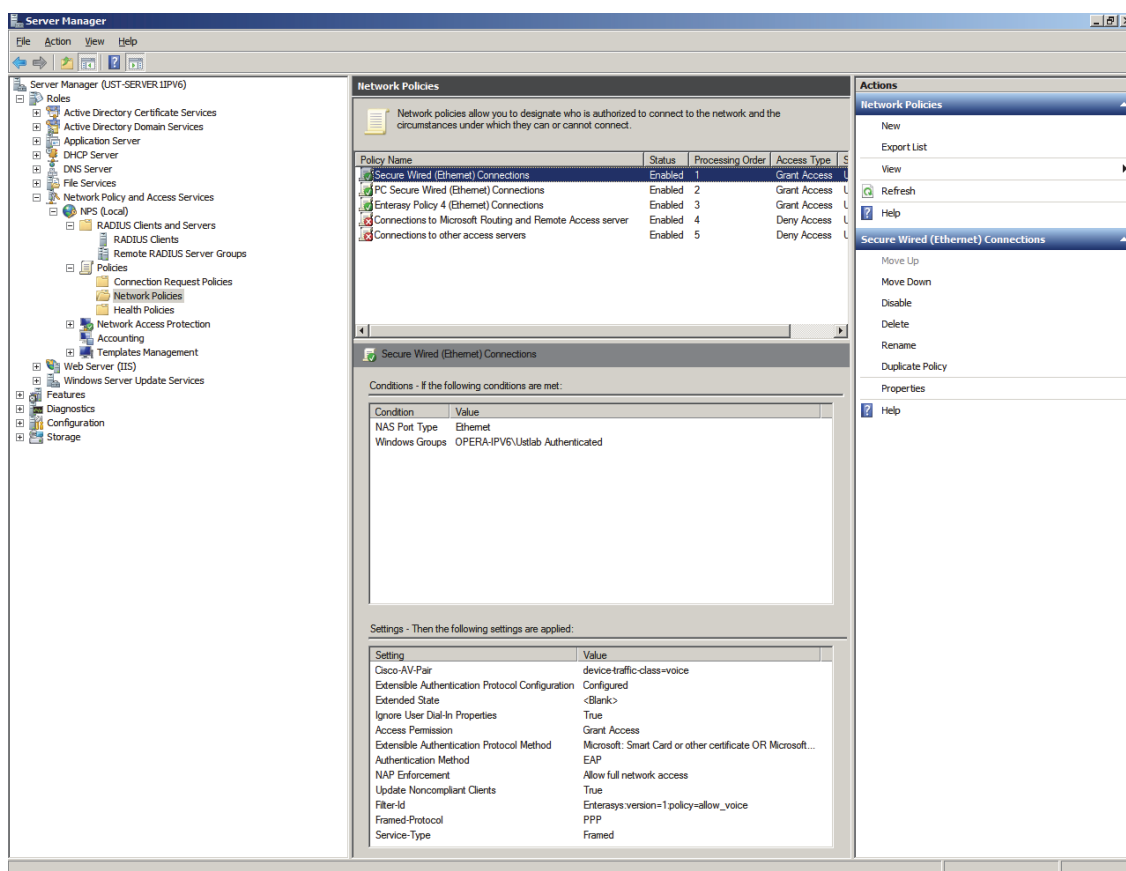 Server Manager
File Action View Help
Server Manager (UST-SERVER1IPV6)
Roles
Active Directory Certificate Services
Active Directory Domain Services
Application Server
DHCP Server
DNS Server
File Services
Network Policy and Access Services
NPS (Local)
RADIUS Clients and Servers
RADIUS Clients
Remote RADIUS Server Groups
Policies
Connection Request Policies
Network Policies
Health Policies
Network Access Protection
Accounting
Templates Management
Web Server (IIS)
Windows Server Update Services
Features
Diagnostics
Configuration
Storage
Network Policies
Network policies allow you to designate who is authorized to connect to the network and the
circumstances under which they can or cannot connect.
Policy Name Status Processing Order Access Type S
Secure Wired (Ethernet) Connections Enabled 1 Grant Access U
PC Secure Wired (Ethernet) Connections Enabled 2 Grant Access U
Enterasy Policy 4 (Ethernet) Connections Enabled 3 Grant Access U
Connections to Microsoft Routing and Remote Access server Enabled 4 Deny Access U
Connections to other access servers Enabled 5 Deny Access U
Secure Wired (Ethernet) Connections
Conditions - If the following conditions are met:
Condition Value
NAS Port Type Ethernet
Windows Groups OPERA-IPV6\Ustlab Authenticated
Settings - Then the following settings are applied:
Setting Value
Cisco-AV-Pair device-traffic-class=voice
Extensible Authentication Protocol Configuration Configured
Extended State <Blank>
Ignore User Dial-In Properties True
Access Permission Grant Access
Extensible Authentication Protocol Method Microsoft: Smart Card or other certificate OR Microsoft...
Authentication Method EAP
NAP Enforcement Allow full network access
Update Noncompliant Clients True
Filter-Id Enterasys:version=1:policy=allow_voice
Framed-Protocol PPP
Service-Type Framed
Actions
Network Policies
New
Export List
View
Refresh
Help
Secure Wired (Ethernet) Connections
Move Up
Move Down
Disable
Delete
Rename
Duplicate Policy
Properties
Help